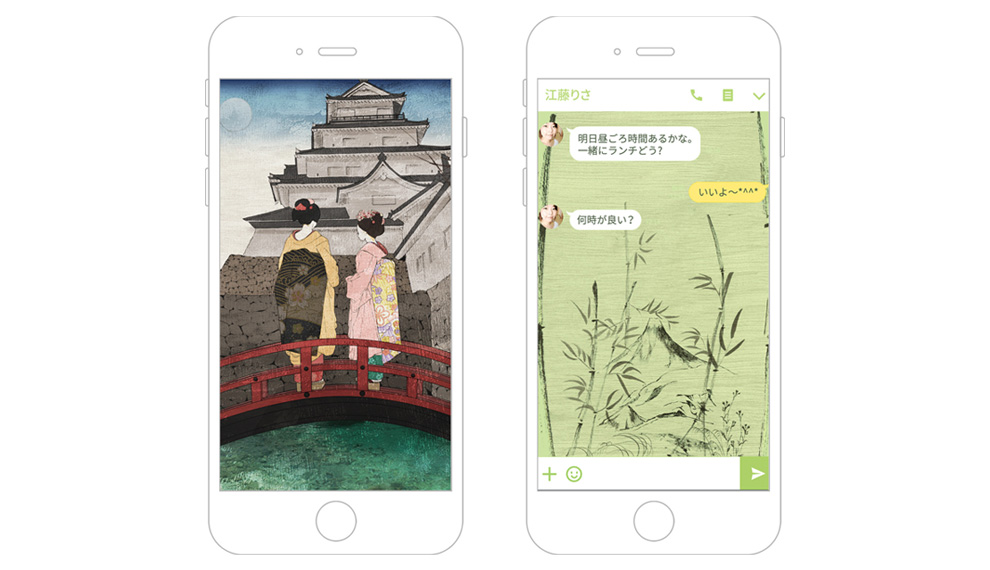 江藤りさ
明日昼ごろ時間あるかな。
一緒にランチどう?
いいよ〜*^^*
何時が良い？